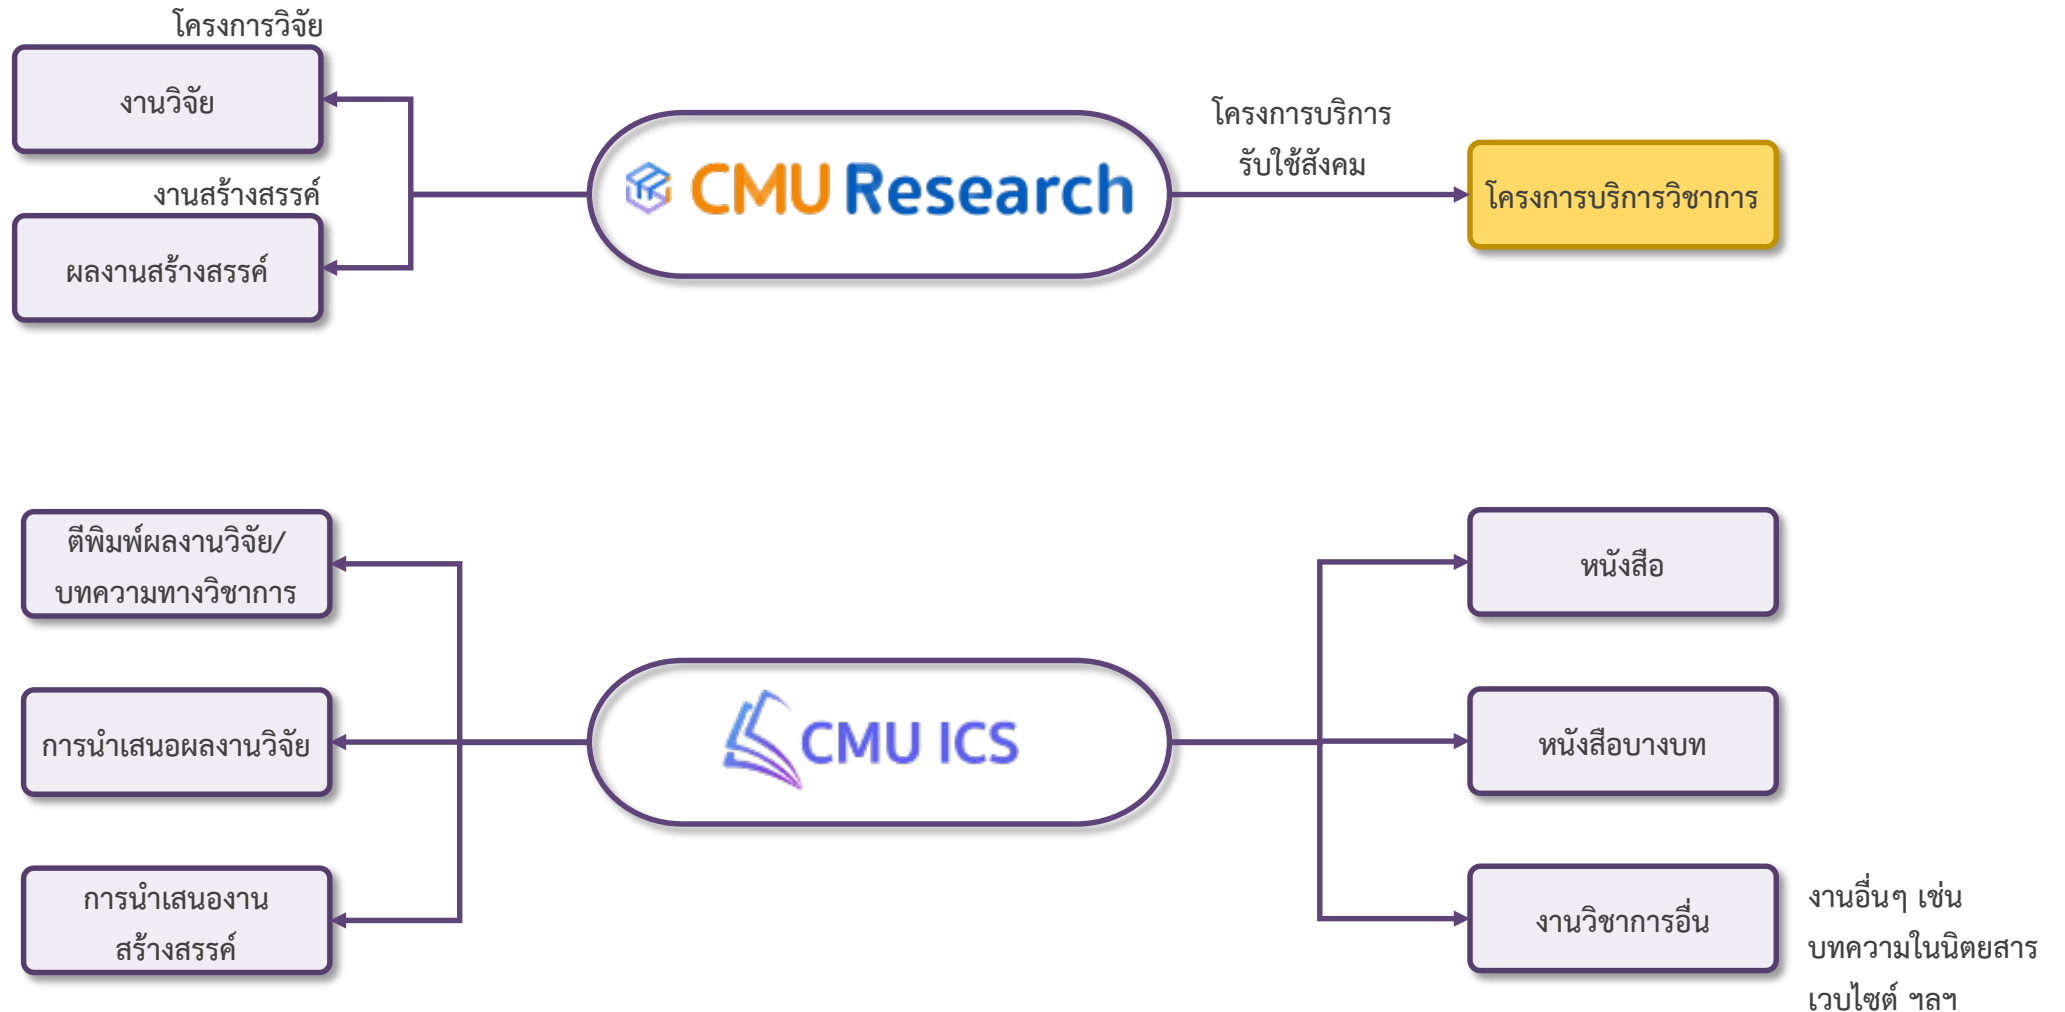 โครงการวิจัย
งานวิจัย
งานสร้างสรรค์
ผลงานสร้างสรรค์
CMU Research
โครงการบริการ
รับใช้สังคม
โครงการบริการวิชาการ
ตีพิมพ์ผลงานวิจัย/
บทความทางวิชาการ
การนำเสนอผลงานวิจัย
การนำเสนองาน
สร้างสรรค์
CMU ICS
หนังสือ
หนังสือบางบท
งานวิชาการอื่น
งานอื่นๆ เช่น
บทความในนิตยสาร
เวบไซต์ ฯลฯ